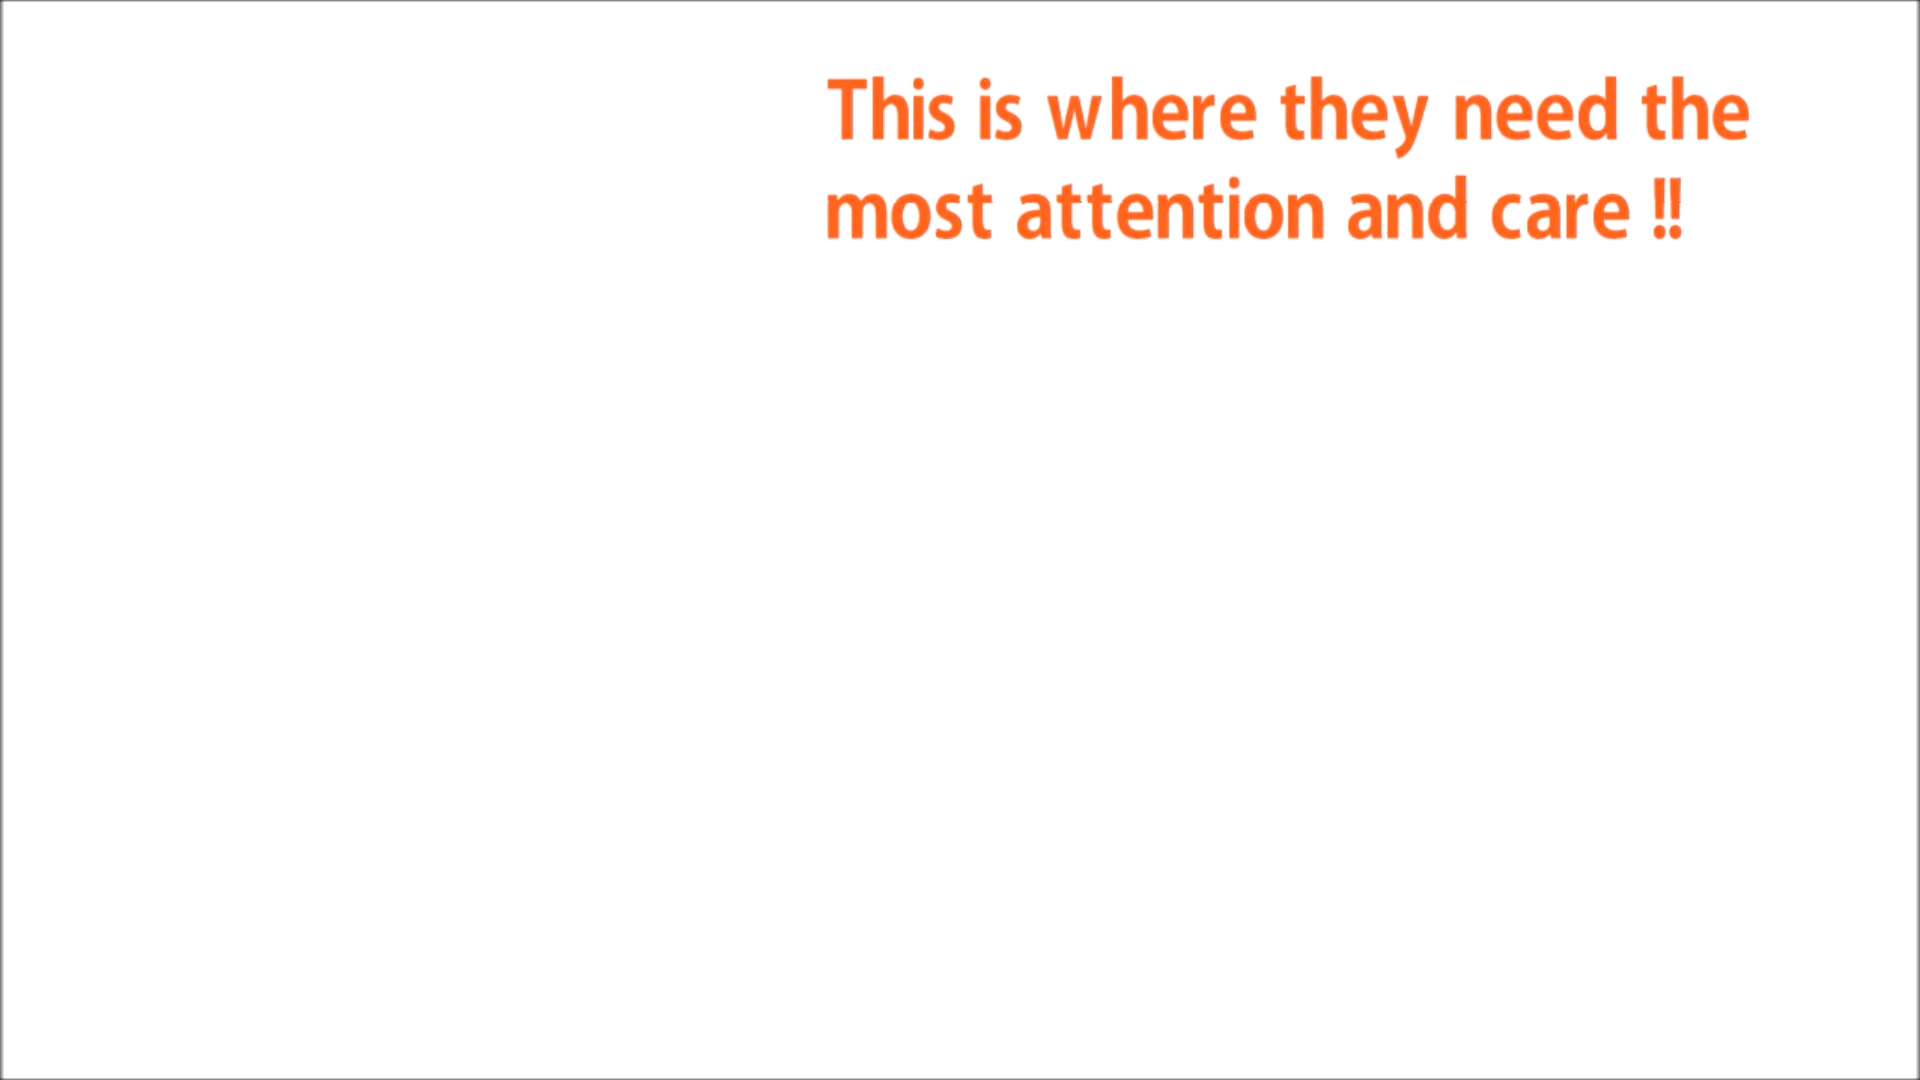 This is where they need the
most attention and care !!